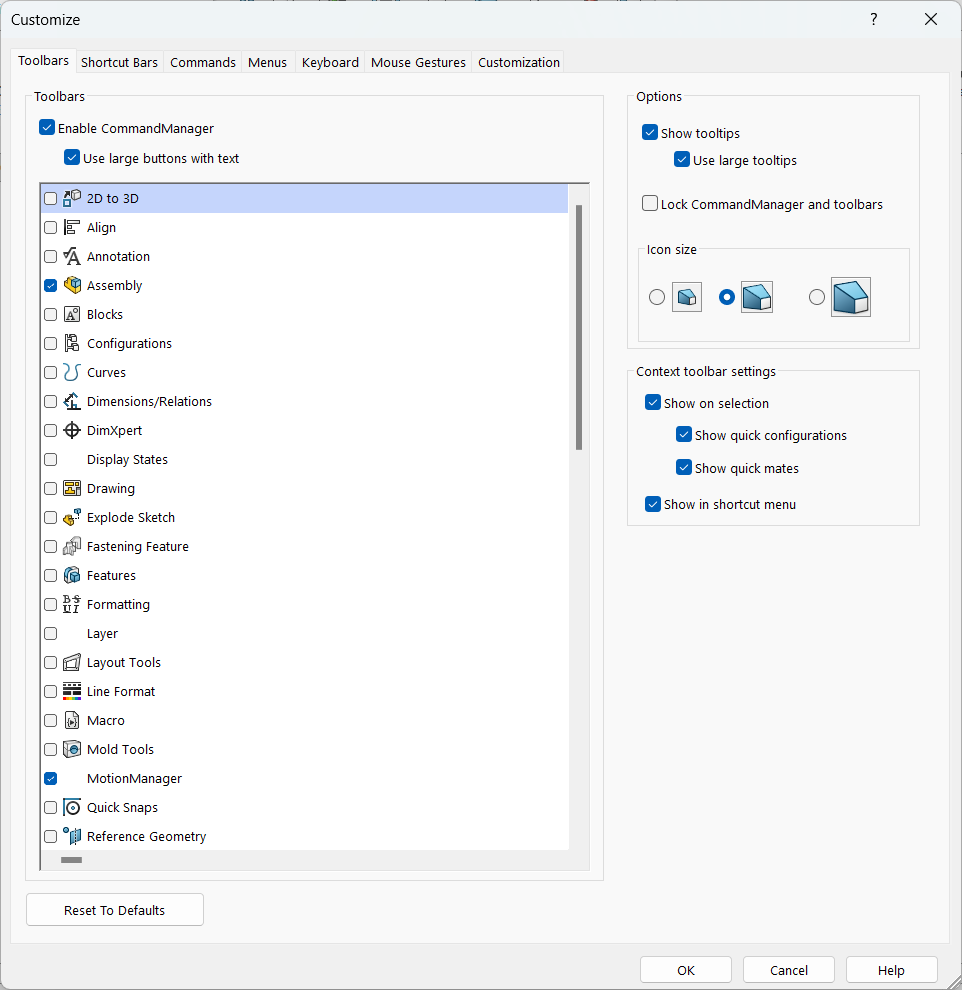 Customize
?
Toolbars
Shortcut Bars
Commands
Menus
Keyboard
Mouse Gestures
Customization
Toolbars
Enable CommandManager
Use large buttons with text
2D to 3D
Align
Annotation
Assembly
Blocks
Configurations
Curves
Dimensions/Relations
DimXpert
Display States
Drawing
Explode Sketch
Fastening Feature
Features
Formatting
Layer
Layout Tools
Line Format
Macro
Mold Tools
MotionManager
Quick Snaps
Reference Geometry
Reset To Defaults
Options
Show tooltips
Use large tooltips
Lock CommandManager and toolbars
Icon size
Context toolbar settings
Show on selection
Show quick configurations
Show quick mates
Show in shortcut menu
OK
Cancel
Help